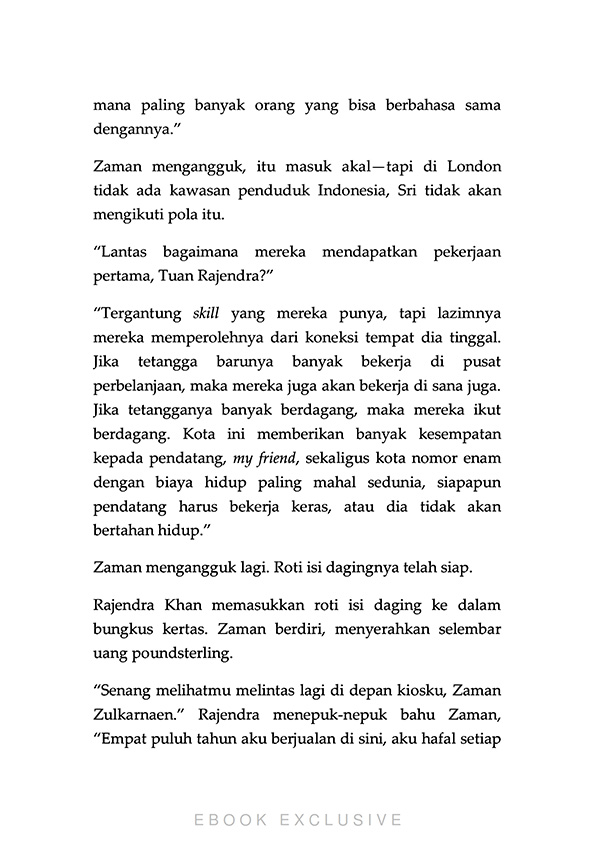 mana paling banyak orang yang bisa berbahasa sama
dengannya.”
Zaman mengangguk, itu masuk akal—tapi di London
tidak ada kawasan penduduk Indonesia, Sri tidak akan
mengikuti pola itu.
“Lantas bagaimana mereka mendapatkan pekerjaan
pertama, Tuan Rajendra?”
“Tergantung skill yang mereka punya, tapi lazimnya
mereka memperolehnya dari koneksi tempat dia tinggal.
Jika tetangga barunya banyak bekerja di pusat
perbelanjaan, maka mereka juga akan bekerja di sana juga.
Jika tetangganya banyak berdagang, maka mereka ikut
berdagang. Kota ini memberikan banyak kesempatan
kepada pendatang, my friend, sekaligus kota nomor enam
dengan biaya hidup paling mahal sedunia, siapapun
pendatang harus bekerja keras, atau dia tidak akan
bertahan hidup.”
Zaman mengangguk lagi. Roti isi dagingnya telah siap.
Rajendra Khan memasukkan roti isi daging ke dalam
bungkus kertas. Zaman berdiri, menyerahkan selembar
uang poundsterling.
“Senang melihatmu melintas lagi di depan kiosku, Zaman
Zulkarnaen.” Rajendra menepuk-nepuk bahu Zaman,
“Empat puluh tahun aku berjualan di sini, aku hafal setiap
EBOOK EXCLUSIVE